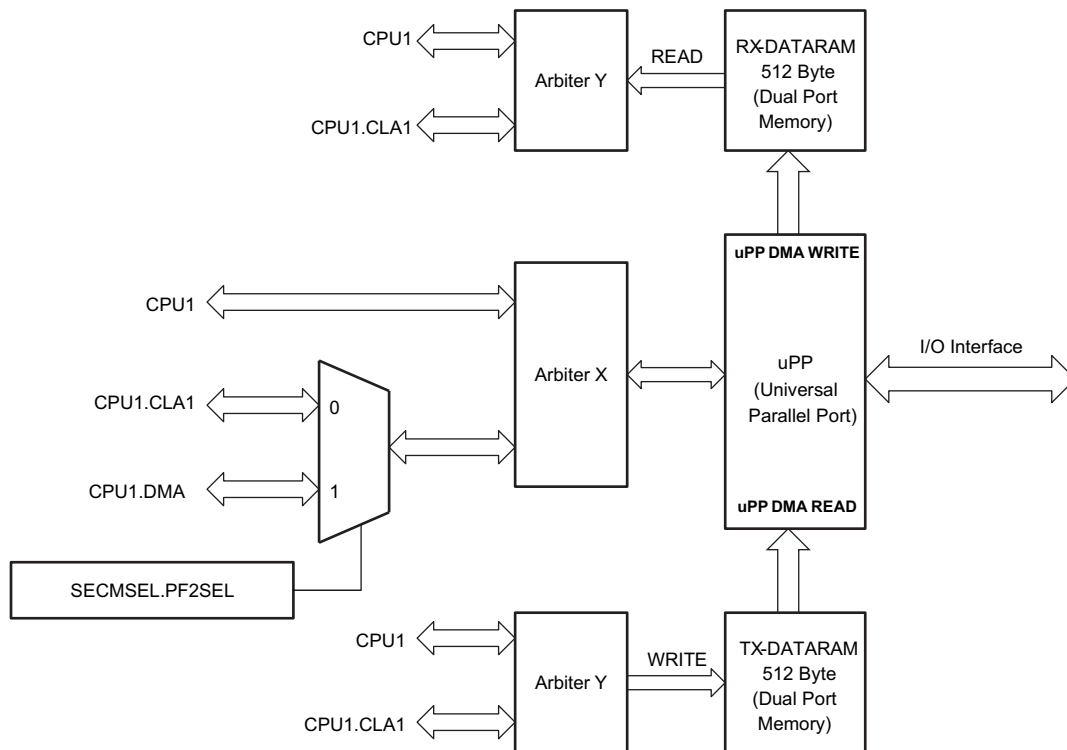 CPU1
CPU1.CLA1
Arbiter Y
READ
RX-DATARAM
512 Byte
(Dual Port
Memory)
CPU1
CPU1.CLA1
CPU1.DMA
0
1
SECMSEL.PF2SEL
Arbiter X
uPP DMA WRITE
uPP
(Universal
Parallel Port)
uPP DMA READ
I/O Interface
CPU1
CPU1.CLA1
Arbiter Y
WRITE
TX-DATARAM
512 Byte
(Dual Port
Memory)